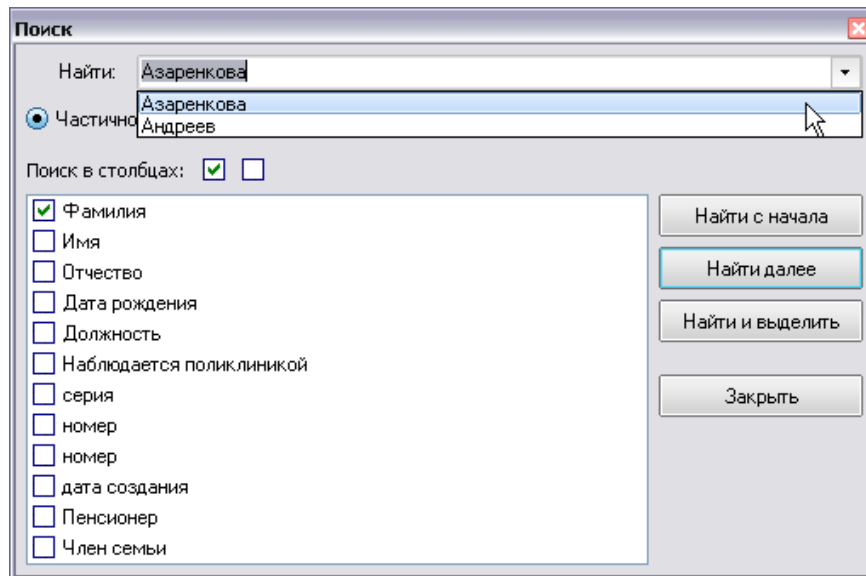 Поиск
Найти: Азаренкова
Азаренкова
Частично
Андреев
Поиск в столбцах:
Фамилия
Имя
Отчество
Дата рождения
Должность
Наблюдается поликлиникой
серия
номер
номер
дата создания
Пенсионер
Член семьи
Найти с начала
Найти далее
Найти и выделить
Закрыть